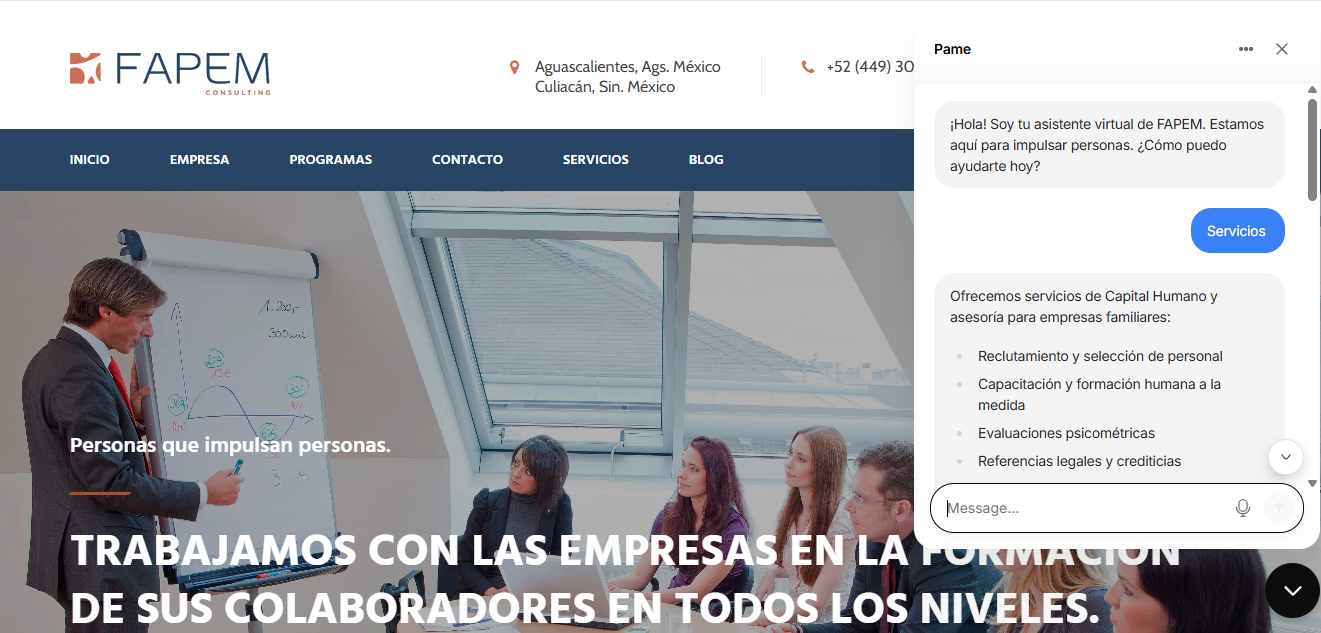 FAPEM
CONSULTING
Aguascalientes, Ags. México
Culiacán, Sin. México
+52 (449) 30
INICIO
EMPRESA
PROGRAMAS
CONTACTO
SERVICIOS
BLOG
1.200,-
Personas que impulsan personas.
TRABAJAMOS CON LAS EMPRESAS EN LA FORMACIÓN
DE SUS COLABORADORES EN TODOS LOS NIVELES.
Pame
¡Hola! Soy tu asistente virtual de FAPEM. Estamos
aquí para impulsar personas. ¿Cómo puedo
ayudarte hoy?
Servicios
Ofrecemos servicios de Capital Humano y
asesoría para empresas familiares:
Reclutamiento y selección de personal
Capacitación y formación humana a la
medida
Evaluaciones psicométricas
Referencias legales y crediticias
Message...